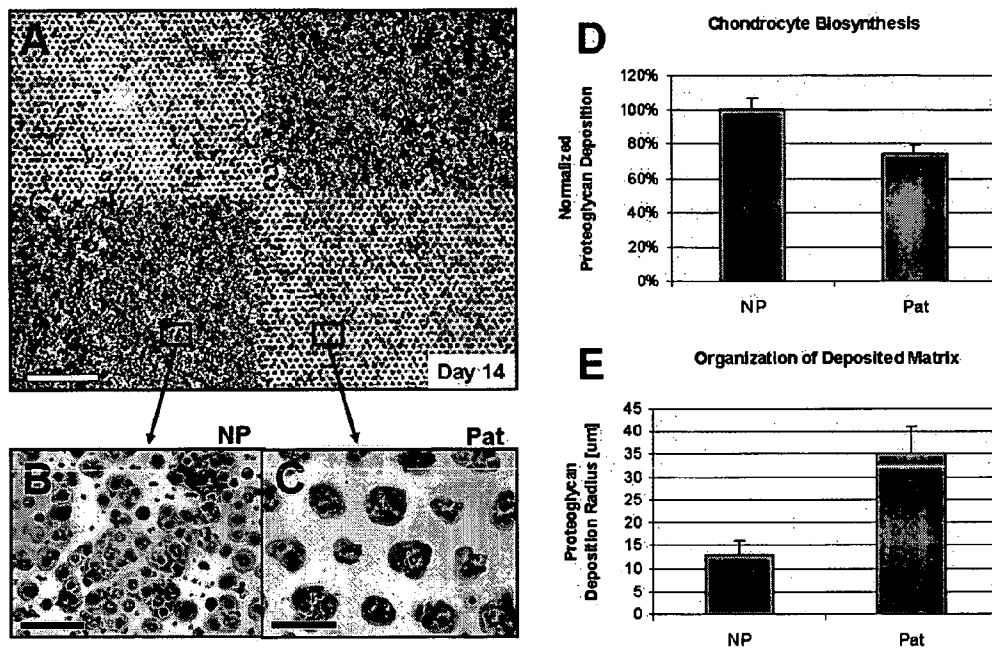 A
Day 14
NP
Pat
B
C
D
Chondrocyte Biosynthesis
Normalized
Proteoglycan Deposition
120%
100%
80%
60%
40%
20%
0%
NP
Pat
E
Organization of Deposited Matrix
Proteoglycan
Deposition Radius [um]
45
40
35
30
25
20
15
10
5
0
NP
Pat